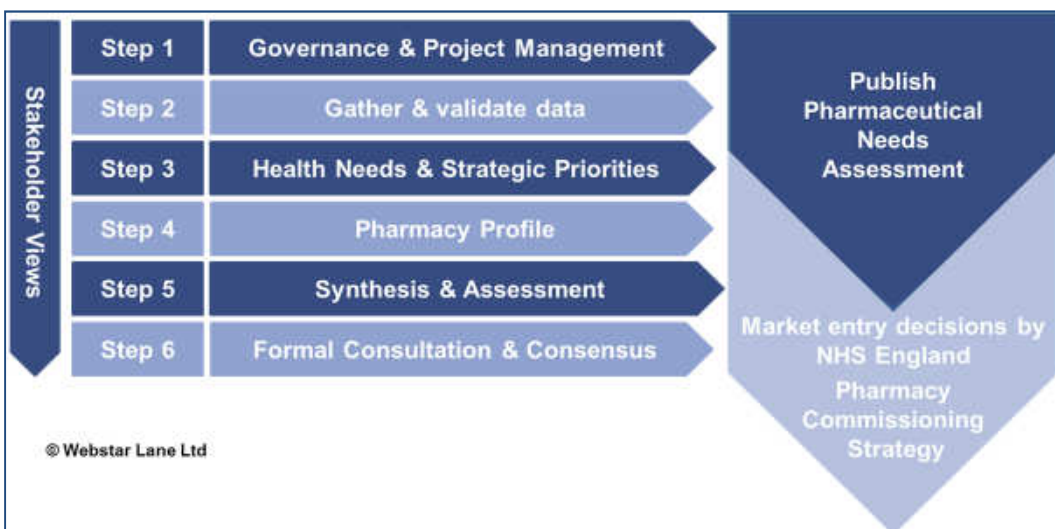 Stakeholder Views
Step 1
Governance & Project Management
Step 2
Gather & validate data
Step 3
Health Needs & Strategic Priorities
Step 4
Pharmacy Profile
Step 5
Synthesis & Assessment
Step 6
Formal Consultation & Consensus
Publish
Pharmaceutical
Needs
Assessment
Market entry decisions by
NHS England
Pharmacy
Commissioning
Strategy
© Webstar Lane Ltd